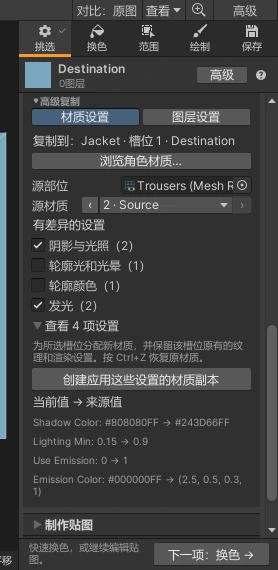 对比：原图 查看 高级
挑选 换色 范围 绘制 保存
Destination
0图层
高级
高级复制
材质设置 图层设置
复制到：Jacket · 槽位 1 · Destination
浏览角色材质...
源部位 Trousers (Mesh R
源材质 2 · Source
有差异的设置
阴影与光照（2）
轮廓光和光晕（1）
轮廓颜色（1）
发光（2）
查看 4 项设置
为所选槽位分配新材质，并保留该槽位原有的纹
理和渲染设置。按 Ctrl+Z 恢复原材质。
创建应用这些设置的材质副本
当前值 → 来源值
Shadow Color: #808080FF → #243D66FF
Lighting Min: 0.15 → 0.9
Use Emission: 0 → 1
Emission Color: #000000FF → (2.5, 0.5, 0.3,
1)
制作贴图
平移
快速换色，或继续编辑贴
图。
下一项：换色 →